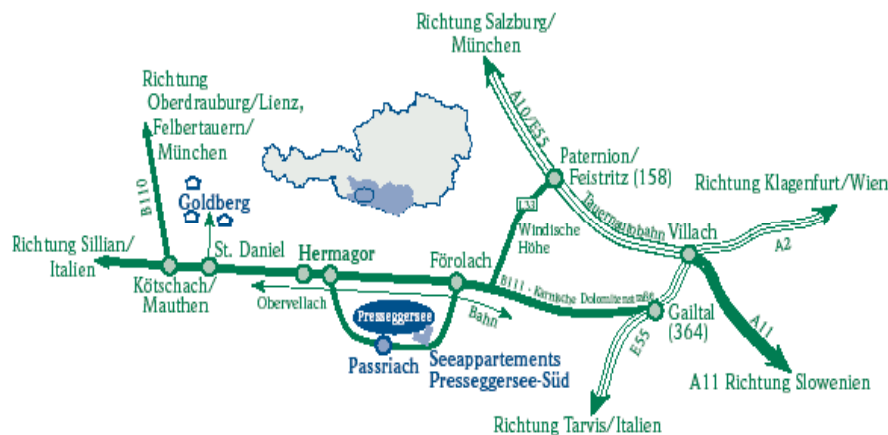 Richtung Salzburg/
München
Richtung
Oberdrauburg/Lienz,
Felbertauern/
München
A10/E55
Paternion/
Feistritz (158)
Richtung Klagenfurt/Wien
B110
Goldberg
L33
Tauernautobahn
Villach
A2
Windische
Höhe
Richtung Sillian/
Italien
St. Daniel
Hermagor
Förolach
Kötschach/
Mauthen
B111 - Karnische Dolomitenstraße
Gailtal
(364)
Obervellach
Bahn
Presseggersee
E55
A11
Passriach
Seeappartements
Presseggersee-Süd
A11 Richtung Slowenien
Richtung Tarvis/Italien